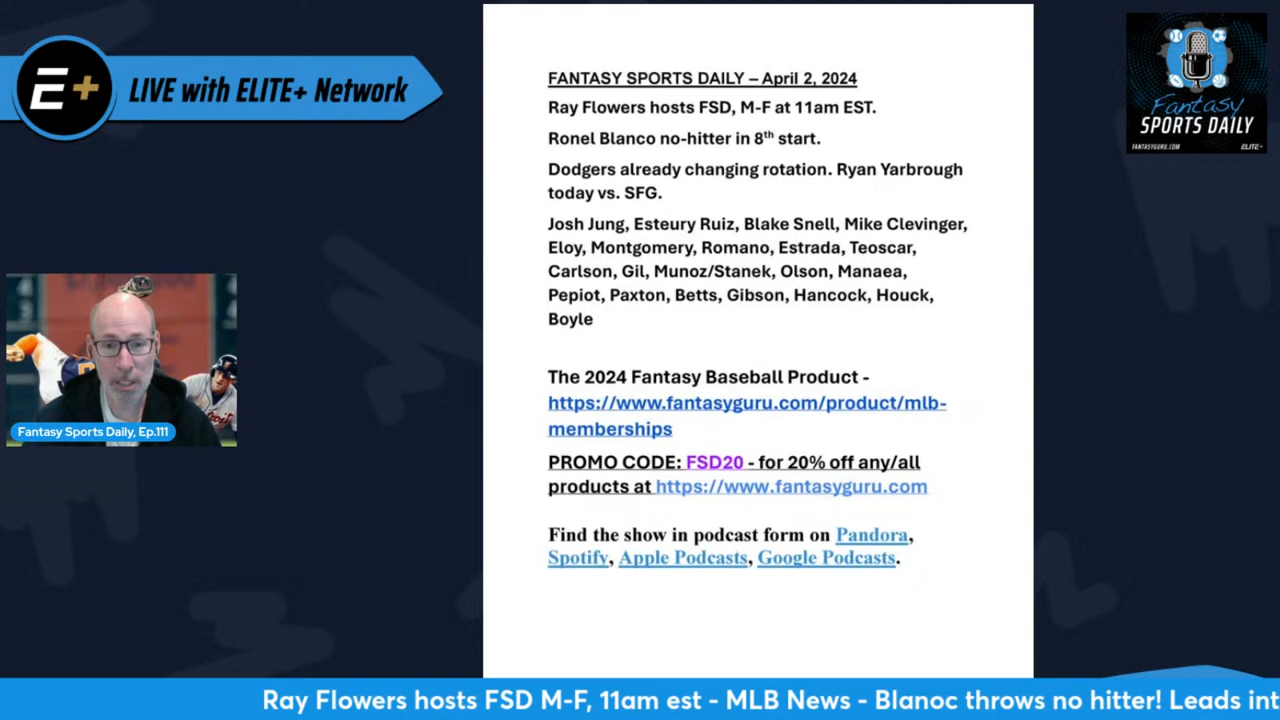 E+
LIVE with ELITE+ Network
FANTASY SPORTS DAILY – April 2, 2024
Ray Flowers hosts FSD, M-F at 11am EST.
Ronel Blanco no-hitter in 8th start.
Dodgers already changing rotation. Ryan Yarbrough
today vs. SFG.
Josh Jung, Esteury Ruiz, Blake Snell, Mike Clevinger,
Eloy, Montgomery, Romano, Estrada, Teoscar,
Carlson, Gil, Munoz/Stanek, Olson, Manaea,
Pepiot, Paxton, Betts, Gibson, Hancock, Houck,
Boyle
The 2024 Fantasy Baseball Product -
https://www.fantasyguru.com/product/mlb-
memberships
PROMO CODE: FSD20 - for 20% off any/all
products at https://www.fantasyguru.com
Find the show in podcast form on Pandora,
Spotify, Apple Podcasts, Google Podcasts.
Fantasy
SPORTS DAILY
FANTASYGURU.COM
ELITE+
Fantasy Sports Daily, Ep.111
Ray Flowers hosts FSD M-F, 11am est - MLB News - Blanoc throws no hitter! Leads int